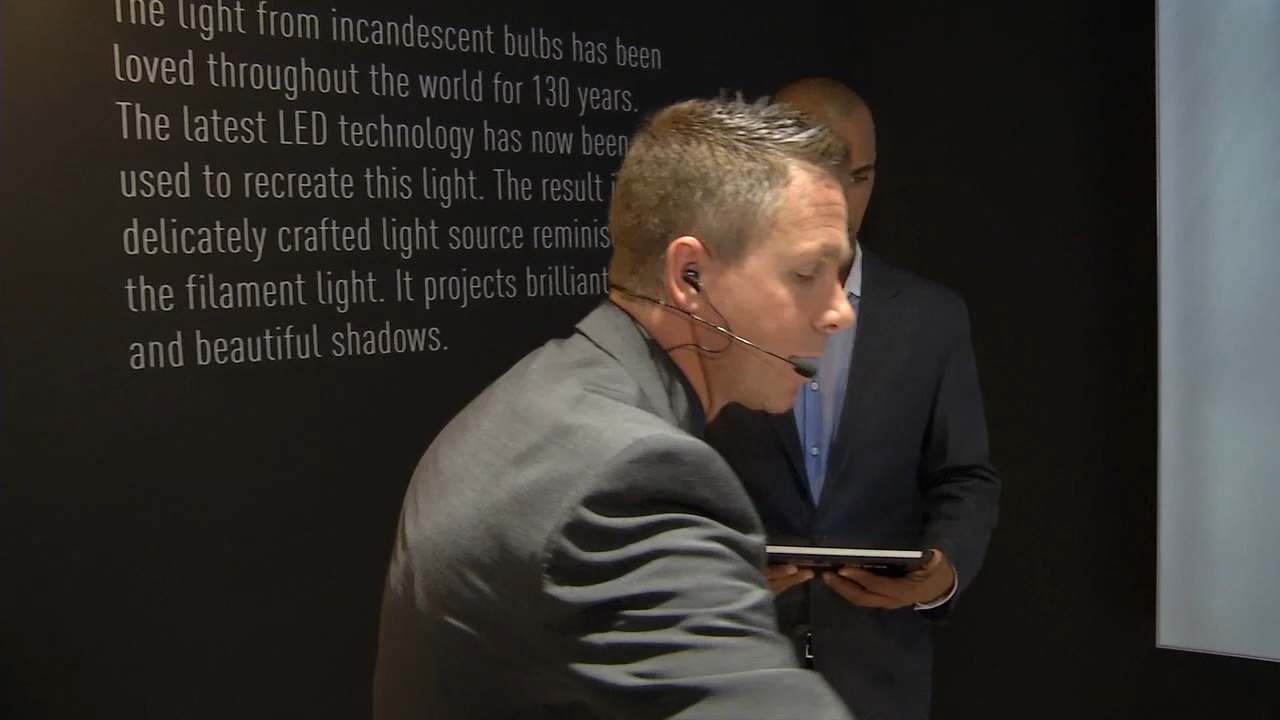 The light from incandescent bulbs has been
loved throughout the world for 130 years.
The latest LED technology has now been
used to recreate this light. The result
delicately crafted light source
the filament light. It projects brilliant
and beautiful shadows.